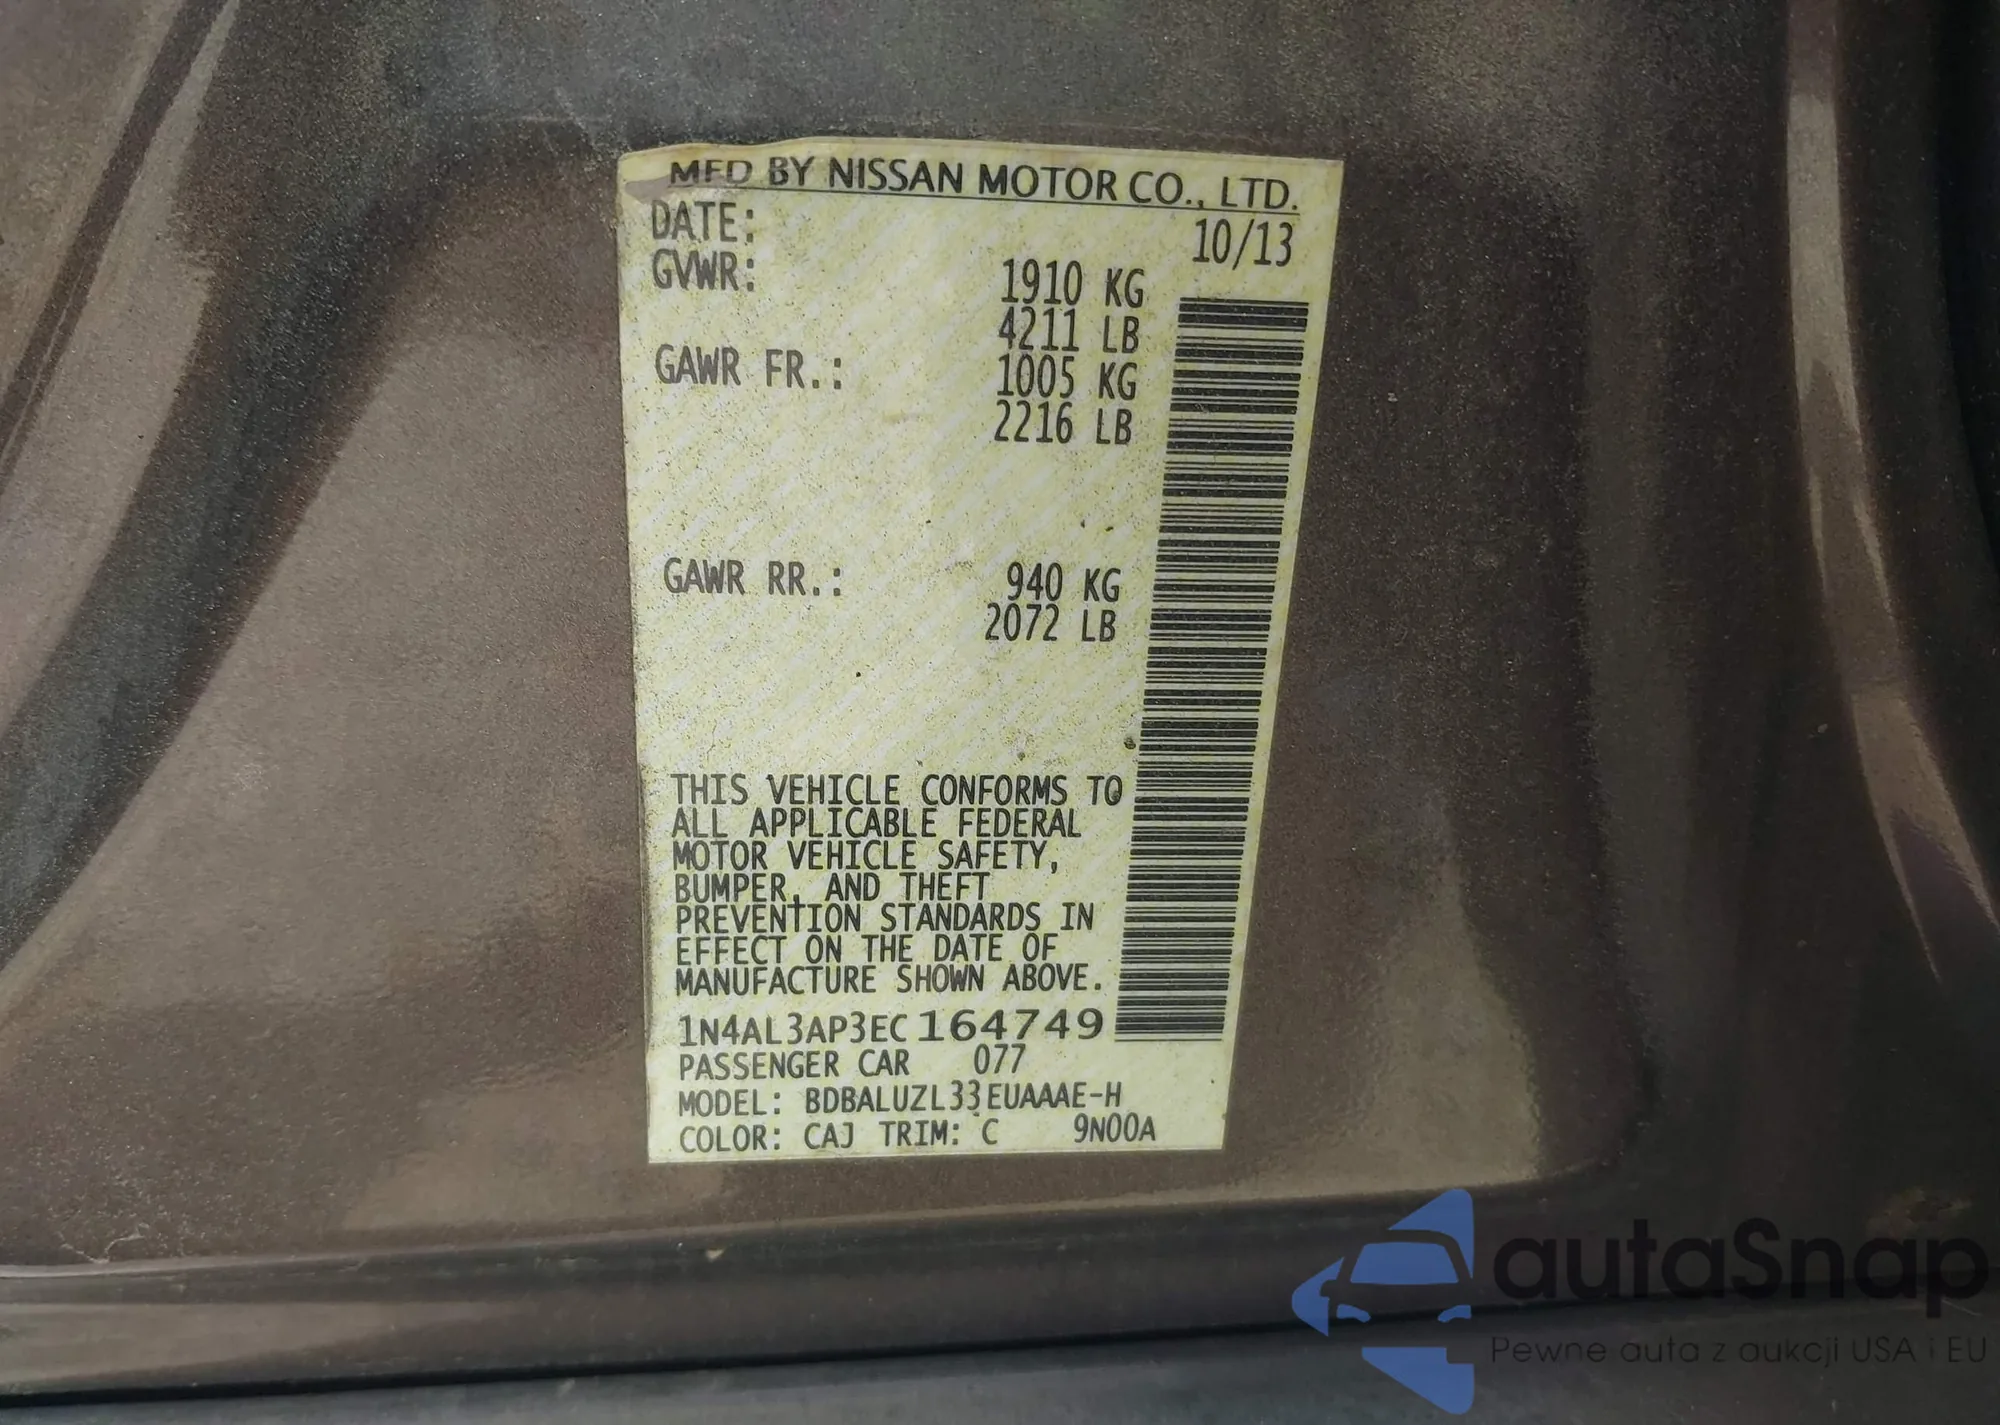 MFD BY NISSAN MOTOR CO., LTD.
DATE: 10/13
GVWR: 1910 KG
4211 LB
GAWR FR.: 1005 KG
2216 LB
GAWR RR.: 940 KG
2072 LB
THIS VEHICLE CONFORMS TO
ALL APPLICABLE FEDERAL
MOTOR VEHICLE SAFETY,
BUMPER, AND THEFT
PREVENTION STANDARDS IN
EFFECT ON THE DATE OF
MANUFACTURE SHOWN ABOVE.
1N4AL3AP3EC164749
PASSENGER CAR 077
MODEL: BDBALUZL33EUAAAE-H
COLOR: CAJ TRIM: C 9N00A
autaSnap
Pewne auta z aukcji USA i EU